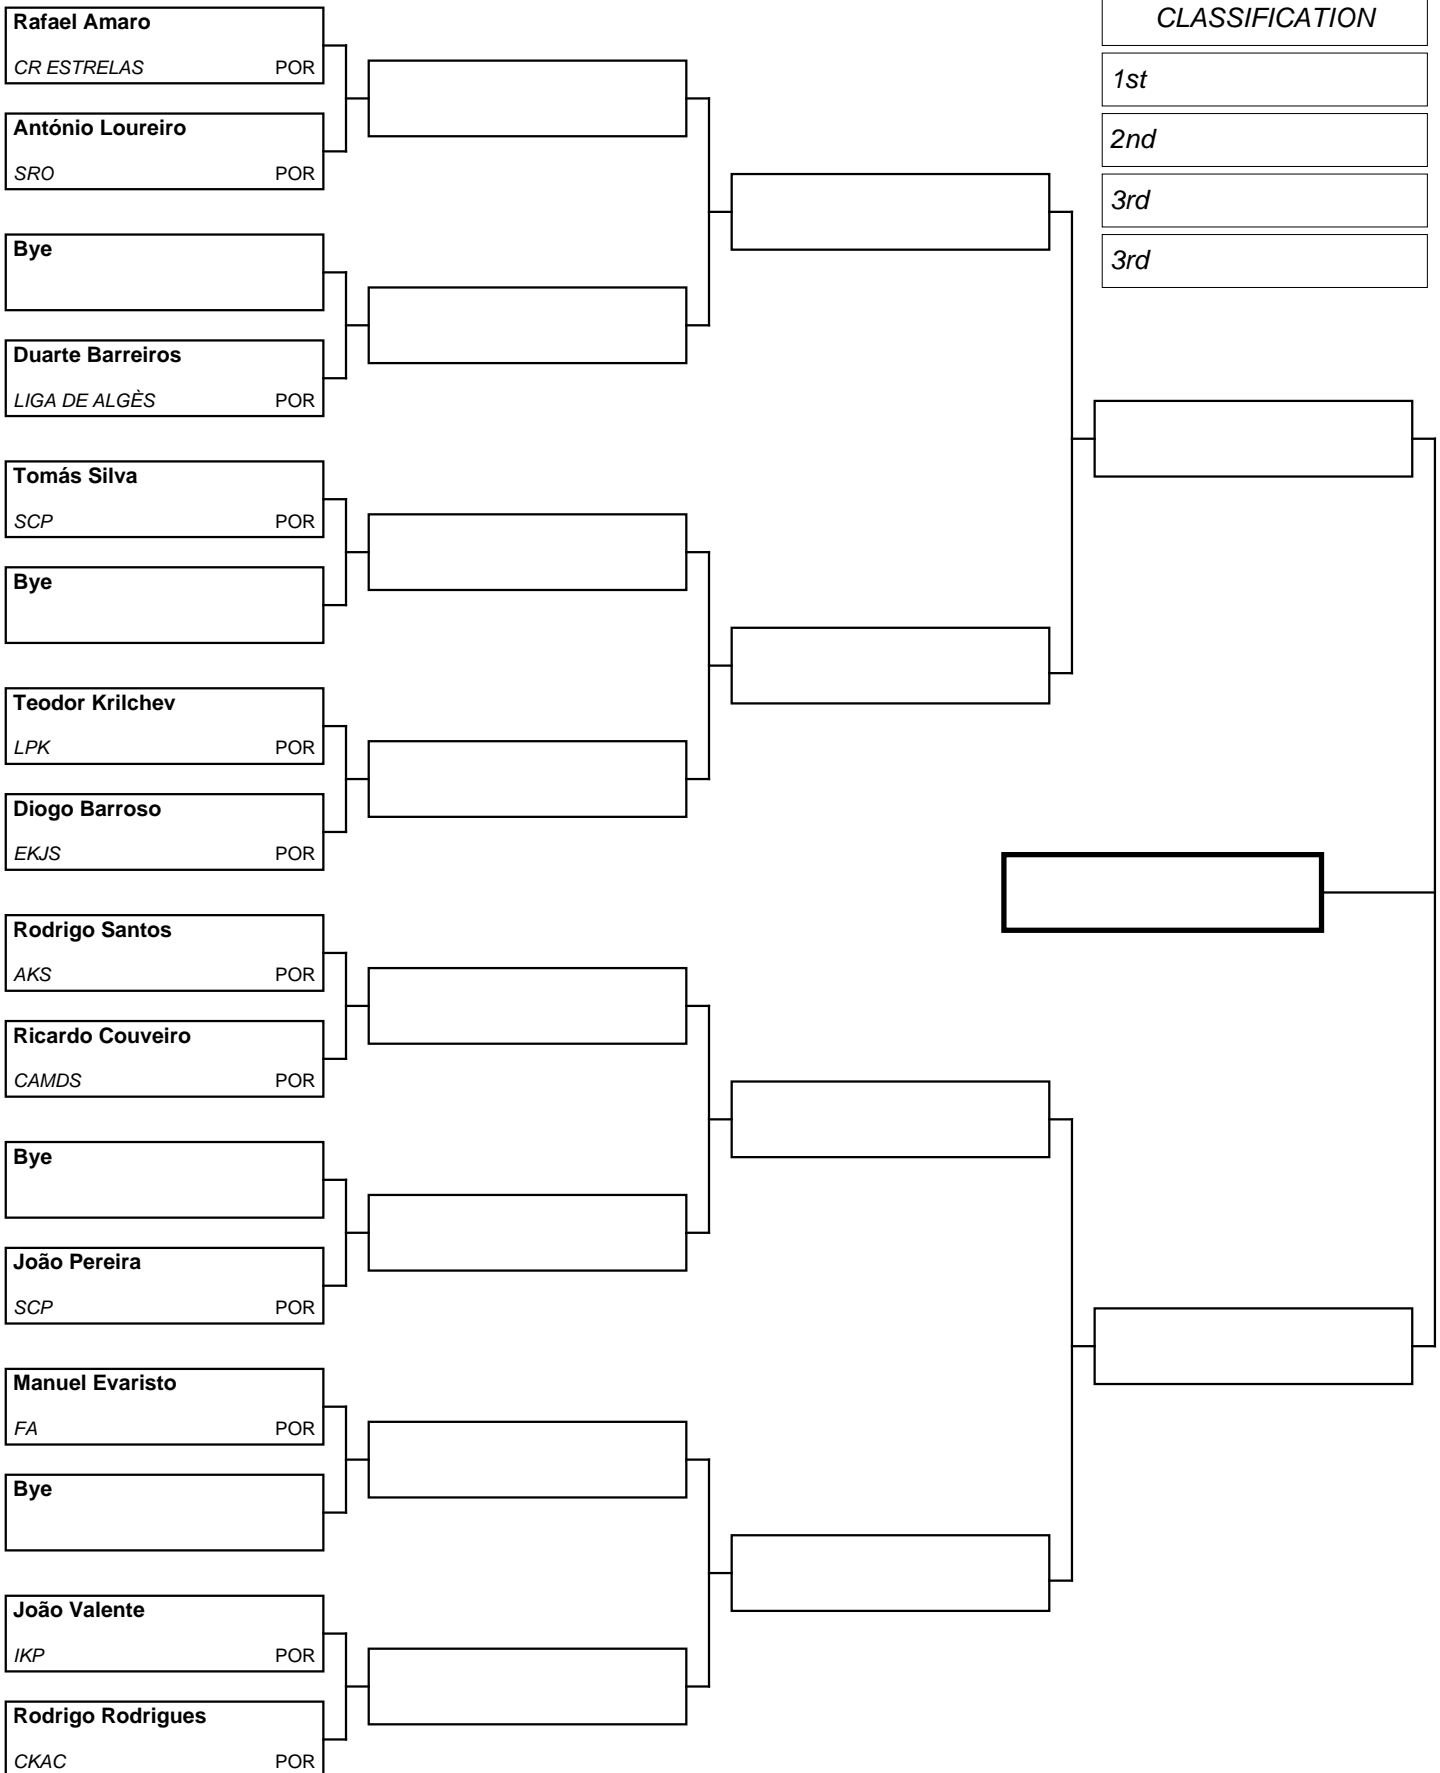 Rafael Amaro
CR ESTRELAS POR
António Loureiro
SRO POR
Bye
Duarte Barreiros
LIGA DE ALGÈS POR
Tomás Silva
SCP POR
Bye
Teodor Krilchev
LPK POR
Diogo Barroso
EKJS POR
Rodrigo Santos
AKS POR
Ricardo Couveiro
CAMDS POR
Bye
João Pereira
SCP POR
Manuel Evaristo
FA POR
Bye
João Valente
IKP POR
Rodrigo Rodrigues
CKAC POR
CLASSIFICATION
1st
2nd
3rd
3rd